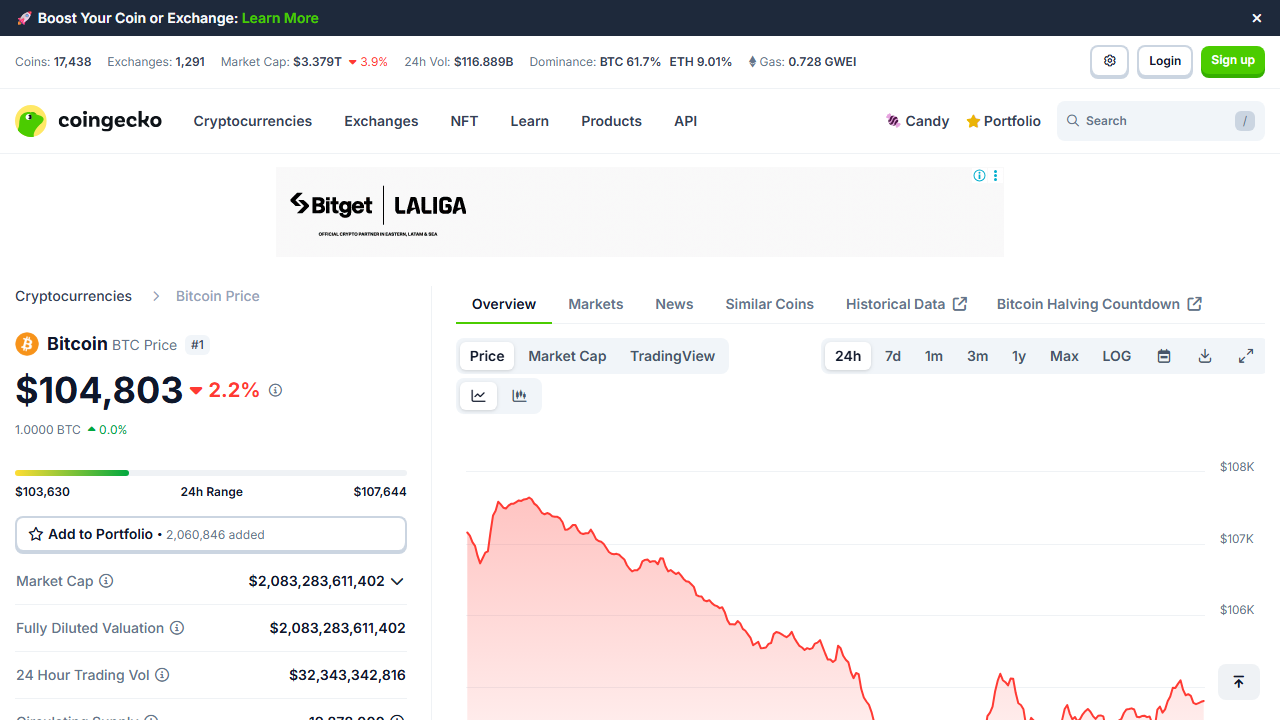 🚀 Boost Your Coin or Exchange: Learn More
Coins: 17,438 Exchanges: 1,291 Market Cap: $3.379T 3.9% 24h Vol: $116.889B Dominance: BTC 61.7% ETH 9.01% Gas: 0.728 GWEI
Login
Sign up
coingecko
Cryptocurrencies Exchanges NFT Learn Products API
Candy Portfolio Search /
Bitget LALIGA
OFFICIAL CRYPTO PARTNER IN EASTERN, LATAM & SEA
Cryptocurrencies Bitcoin Price
Bitcoin BTC Price #1
$104,803 2.2%
1.0000 BTC 0.0%
$103,630 24h Range $107,644
Add to Portfolio • 2,060,846 added
Market Cap $2,083,283,611,402
Fully Diluted Valuation $2,083,283,611,402
24 Hour Trading Vol $32,343,342,816
Circulating Supply 19,878,909
Overview Markets News Similar Coins Historical Data Bitcoin Halving Countdown
Price Market Cap TradingView
24h 7d 1m 3m 1y Max LOG
$108K
$107K
$106K